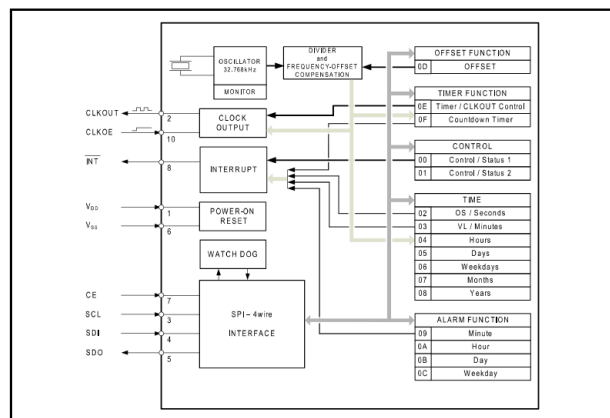 OSCILLATOR
32.768kHz
MONITOR
DIVIDER
and
FREQUENCY-OFFSET
COMPENSATION
OFFSET FUNCTION
0D OFFSET
TIMER FUNCTION
0E Timer / CLKOUT Control
0F Countdown Timer
CLKOUT 2
CLKOE 10
CLOCK
OUTPUT
CONTROL
00 Control / Status 1
01 Control / Status 2
INT 8
INTERRUPT
TIME
02 OS / Seconds
03 VL / Minutes
04 Hours
05 Days
06 Weekdays
07 Months
08 Years
VDD 1
VSS 6
POWER-ON
RESET
WATCH DOG
CE 7
SCL 3
SDI 4
SDO 5
SPI – 4wire
INTERFACE
ALARM FUNCTION
09 Minute
0A Hour
0B Day
0C Weekday